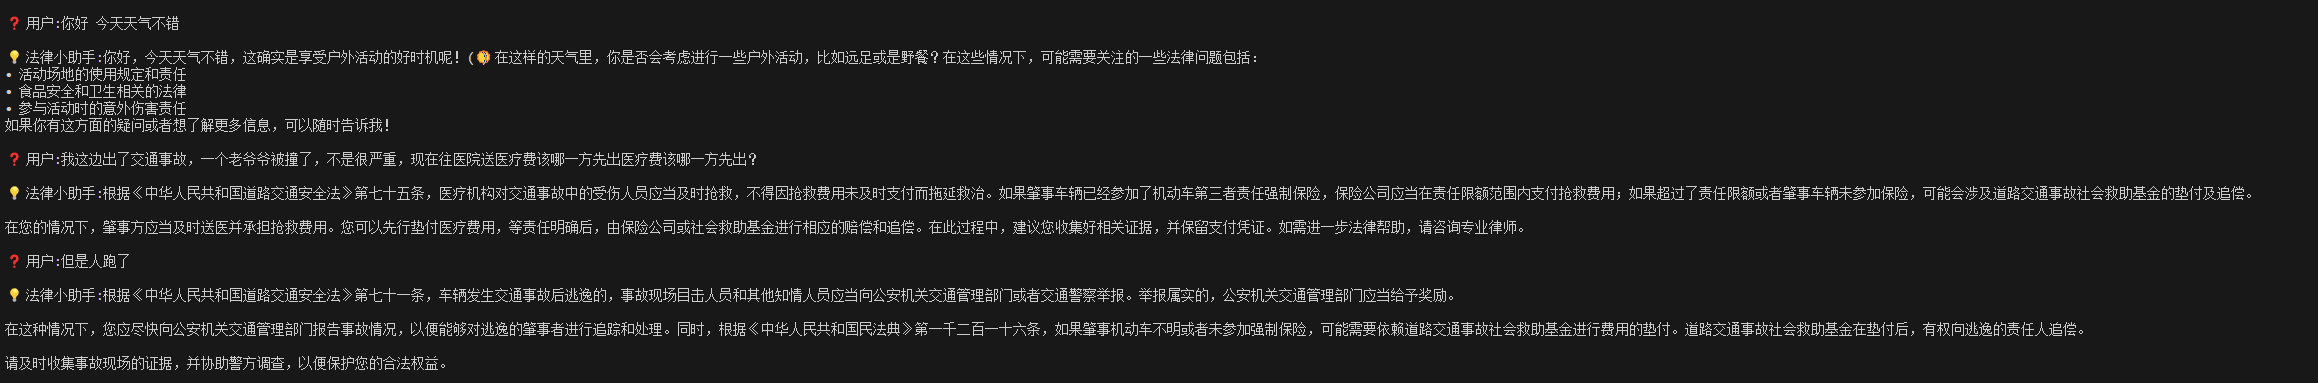 ❓ 用户:你好 今天天气不错
💡 法律小助手:你好，今天天气不错，这确实是享受户外活动的好时机呢！(🌞 在这样的天气里，你是否会考虑进行一些户外活动，比如远足或是野餐？在这些情况下，可能需要关注的一些法律问题包括：
• 活动场地的使用规定和责任
• 食品安全和卫生相关的法律
• 参与活动时的意外伤害责任
如果你有这方面的疑问或者想了解更多信息，可以随时告诉我！
❓ 用户:我这边出了交通事故，一个老爷爷被撞了，不是很严重，现在往医院送医疗费该哪一方先出医疗费该哪一方先出？
💡 法律小助手:根据《中华人民共和国道路交通安全法》第七十五条，医疗机构对交通事故中的受伤人员应当及时抢救，不得因抢救费用未及时支付而拖延救治。如果肇事车辆已经参加了机动车第三者责任强制保险，保险公司应当在责任限额范围内支付抢救费用；如果超过了责任限额或者肇事车辆未参加保险，可能会涉及道路交通事故社会救助基金的垫付及追偿。
在您的情况下，肇事方应当及时送医并承担抢救费用。您可以先行垫付医疗费用，等责任明确后，由保险公司或社会救助基金进行相应的赔偿和追偿。在此过程中，建议您收集好相关证据，并保留支付凭证。如需进一步法律帮助，请咨询专业律师。
❓ 用户:但是人跑了
💡 法律小助手:根据《中华人民共和国道路交通安全法》第七十一条，车辆发生交通事故后逃逸的，事故现场目击人员和其他知情人员应当向公安机关交通管理部门或者交通警察举报。举报属实的，公安机关交通管理部门应当给予奖励。
在这种情况下，您应尽快向公安机关交通管理部门报告事故情况，以便能够对逃逸的肇事者进行追踪和处理。同时，根据《中华人民共和国民法典》第一千二百一十六条，如果肇事机动车不明或者未参加强制保险，可能需要依赖道路交通事故社会救助基金进行费用的垫付。道路交通事故社会救助基金在垫付后，有权向逃逸的责任人追偿。
请及时收集事故现场的证据，并协助警方调查，以便保护您的合法权益。